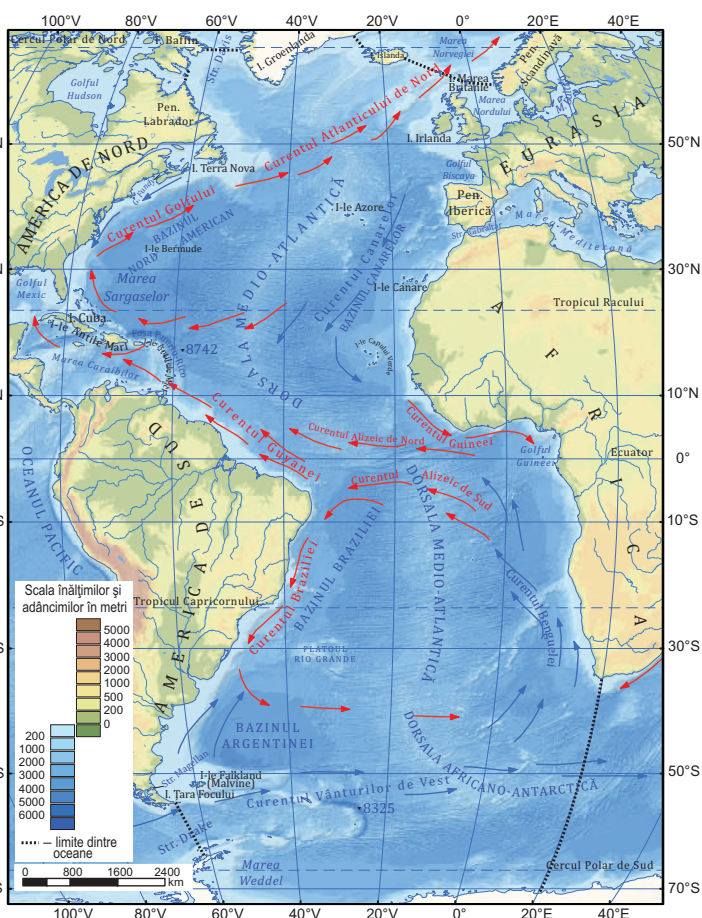 100°W 80°W 60°W 40°W 20°W 0° 20°E 40°E
Cercul Polar de Nord
I. Baffin
Str. Davis
I. Groenlanda
I. Islanda
Marea
Norvegiei
Pen.
Scandinavă
Golful
Hudson
Pen.
Labrador
Marea
Nordului
I. Irlanda
Curentul Atlanticului de Nord
EURASIA
50°N
AMERICA DE NORD
I. Terra Nova
Golful
Biscaya
Pen.
Iberică
Str. Gibraltar
Marea Mediterană
I-le Azore
Curentul Golfului
BAZINUL
NORD AMERICAN
I-le Bermude
DORSALA MEDIO-ATLANTICĂ
Curentul Canarelor
BAZINUL CANARELOR
I-le Canare
30°N
Golful
Mexic
Marea
Sargaselor
Tropicul Racului
I. Cuba
I-le Antile Mari
8742
I-le Capului Verde
Marea Caraibilor
AFRICA
10°N
Curentul Guyanei
Curentul Alizeic de Nord
Curentul Guineei
Golful
Guineei
Ecuator
0°
OCEANUL PACIFIC
AMERICA DE SUD
Curentul Alizeic de Sud
10°S
DORSALA MEDIO-ATLANTICĂ
BAZINUL BRAZILIEI
Curentul Braziliei
Curentul Benguelei
Tropicul Capricornului
PLATOUL
RIO GRANDE
30°S
Scala înălţimilor şi
adâncimilor în metri
5000
4000
3000
2000
1000
500
200
0
200
1000
2000
3000
4000
5000
6000
– limite dintre
oceane
0 800 1600 2400
km
BAZINUL
ARGENTINEI
DORSALA AFRICANO-ANTARCTICĂ
50°S
Str. Magellan
I-le Falkland
(Malvine)
I. Țara Focului
Curentul Vânturilor de Vest
8325
Str. Drake
Marea
Weddel
Cercul Polar de Sud
70°S
100°W 80°W 60°W 40°W 20°W 0° 20°E 40°E